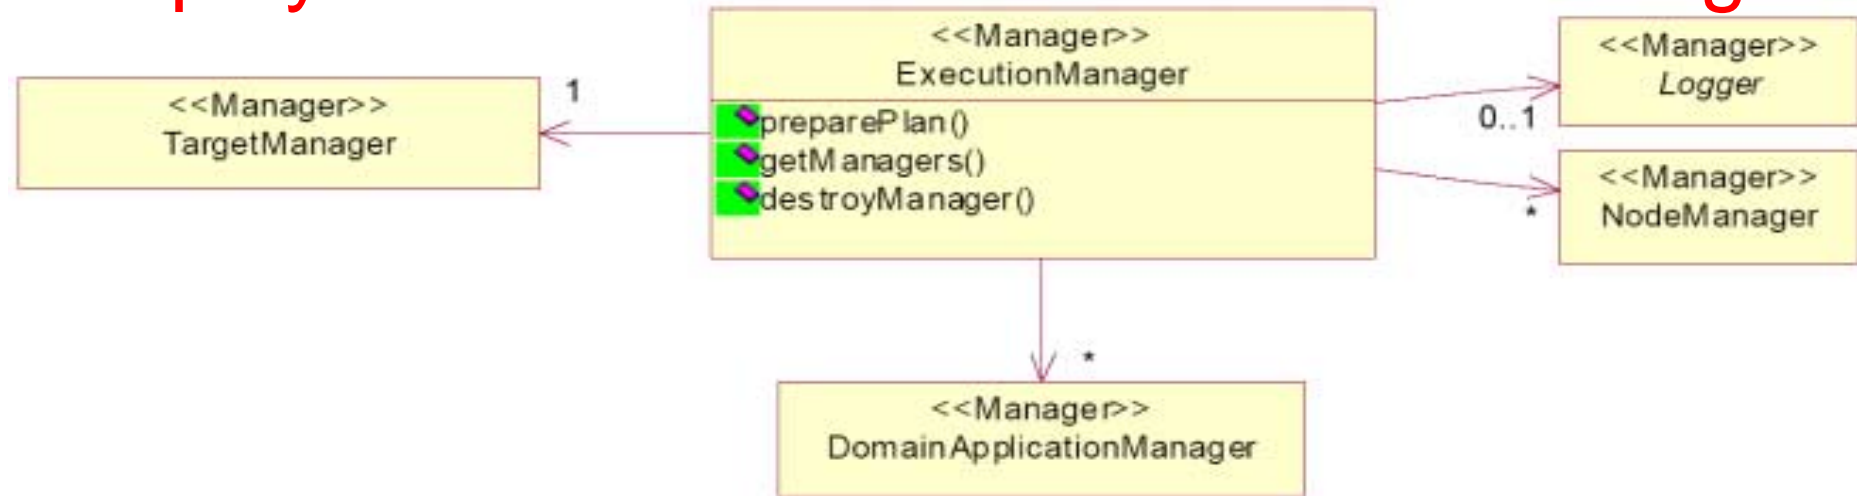 <<Manager>>
TargetManager
1
<<Manager>>
ExecutionManager
preparePlan()
getManagers()
destroyManager()
<<Manager>>
Logger
0..1
<<Manager>>
NodeManager
*
*
<<Manager>>
DomainApplicationManager